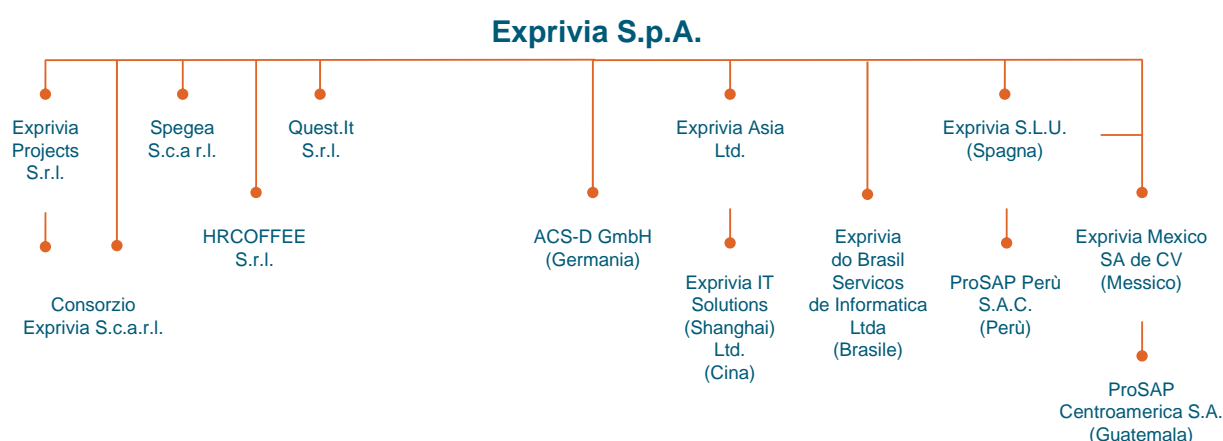 Exprivia S.p.A.
Exprivia
Projects
S.r.l.
Spegea
S.c.a r.l.
Quest.It
S.r.l.
Exprivia Asia
Ltd.
Exprivia S.L.U.
(Spagna)
HRCOFFEE
S.r.l.
ACS-D GmbH
(Germania)
Exprivia
do Brasil
Servicos
de Informatica
Ltda
(Brasile)
Exprivia Mexico
SA de CV
(Messico)
Consorzio
Exprivia S.c.a.r.l.
Exprivia IT
Solutions
(Shanghai)
Ltd.
(Cina)
ProSAP Perù
S.A.C.
(Perù)
ProSAP
Centroamerica S.A.
(Guatemala)